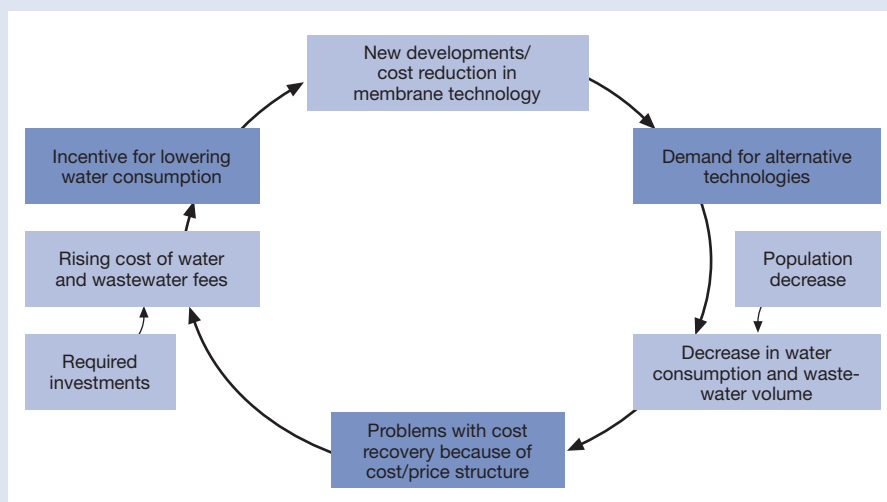 New developments/
cost reduction in
membrane technology
Incentive for lowering
water consumption
Demand for alternative
technologies
Rising cost of water
and wastewater fees
Population
decrease
Required
investments
Decrease in water
consumption and waste-
water volume
Problems with cost
recovery because of
cost/price structure